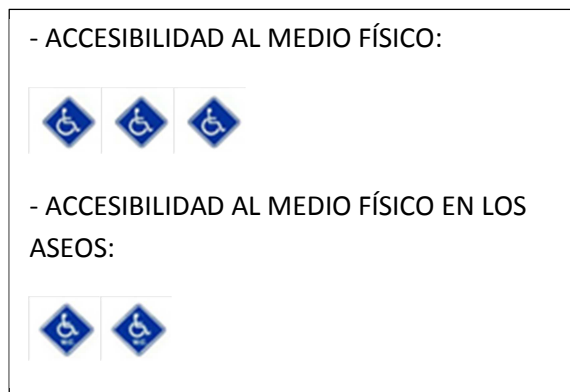 - ACCESIBILIDAD AL MEDIO FÍSICO:
- ACCESIBILIDAD AL MEDIO FÍSICO EN LOS
ASEOS: